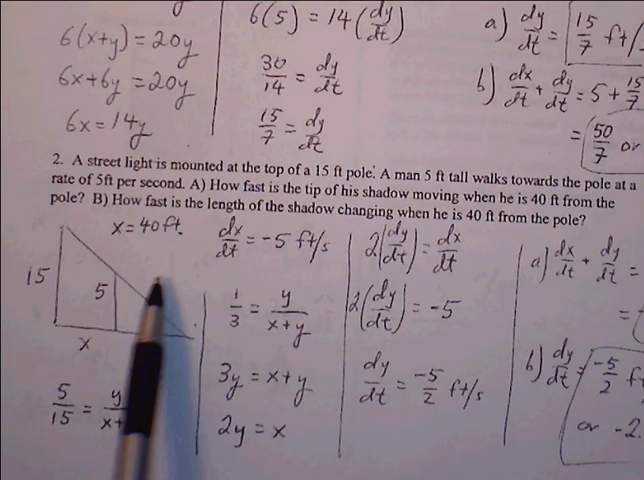 6(x+y) = 20y
6x+6y = 20y
6x = 14y
6(5) = 14(dy/dt)
30/14 = dy/dt
15/7 = dy/dt
a) dy/dt = 15/7 ft/
b) dx/dt + dy/dt = 5 + 15/7
= 50/7 or
2. A street light is mounted at the top of a 15 ft pole. A man 5 ft tall walks towards the pole at a
rate of 5ft per second. A) How fast is the tip of his shadow moving when he is 40 ft from the
pole? B) How fast is the length of the shadow changing when he is 40 ft from the pole?
x = 40 ft.
15
5
x
5/15 = y/x+
dx/dt = -5 ft/s
1/3 = y/x+y
3y = x+y
2y = x
2(dy/dt) = dx/dt
2(dy/dt) = -5
dy/dt = -5/2 ft/s
a) dx/dt + dy/dt =
=
b) dy/dt = -5/2 f
or -2.